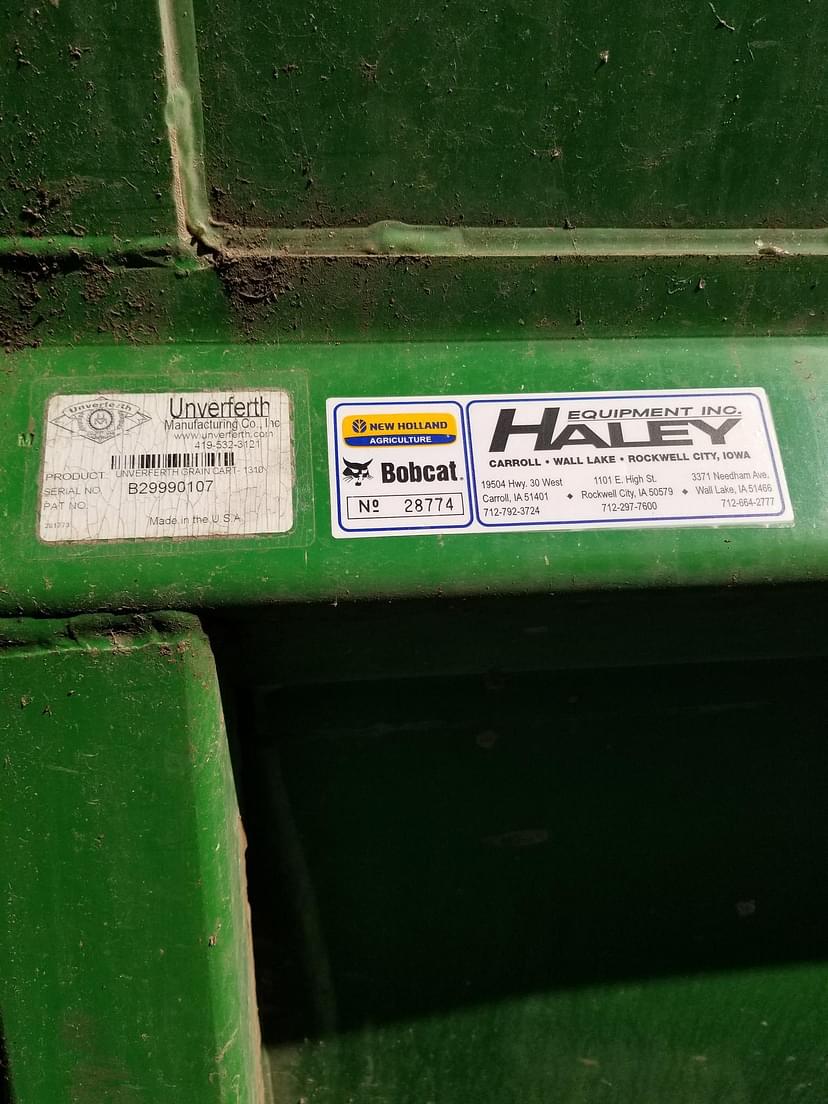 Unverferth
Unverferth
Manufacturing Co., Inc
www.unverferth.com
419-532-3121
PRODUCT UNVERFERTH GRAIN CART- 1310
SERIAL NO. B29990107
PAT NO.
Made in the U.S.A.
NEW HOLLAND
AGRICULTURE
Bobcat
Nº 28774
EQUIPMENT INC.
HALEY
CARROLL • WALL LAKE • ROCKWELL CITY, IOWA
19504 Hwy. 30 West
Carroll, IA 51401
712-792-3724
1101 E. High St.
Rockwell City, IA 50579
712-297-7600
3371 Needham Ave.
Wall Lake, IA 51466
712-664-2777